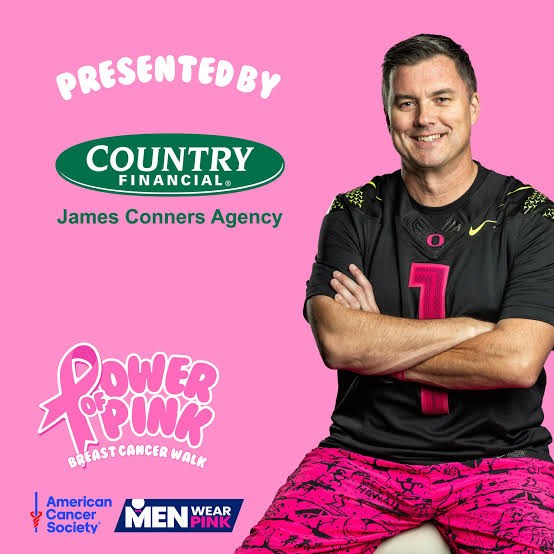 PRESENTED BY
COUNTRY
FINANCIAL®
James Conners Agency
O
1
POWER
OF PINK
BREAST CANCER WALK
American
Cancer
Society®
MEN WEAR
PINK